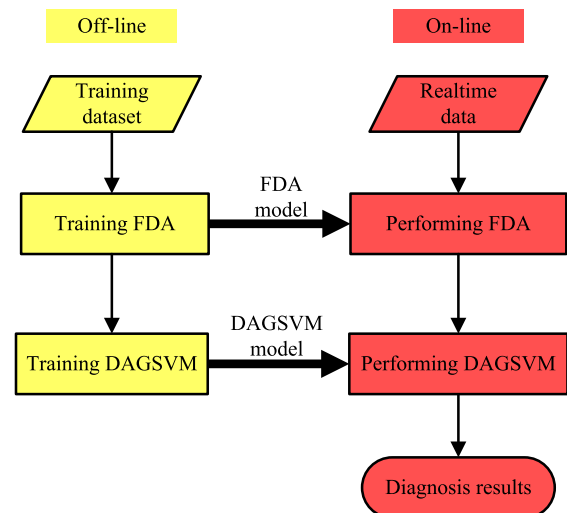 Off-line
On-line
Training
dataset
Realtime
data
FDA
model
Training FDA
Performing FDA
DAGSVM
model
Training DAGSVM
Performing DAGSVM
Diagnosis results